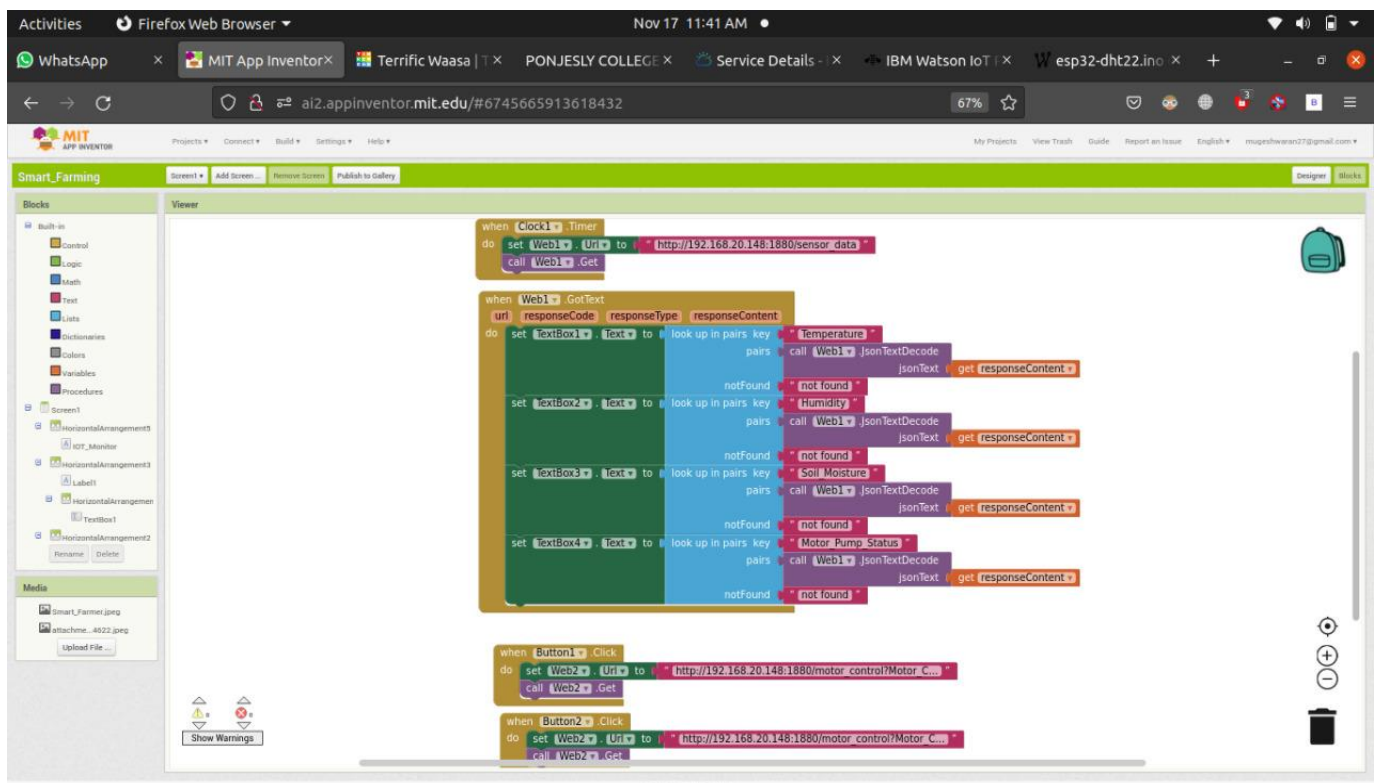 Activities Firefox Web Browser Nov 17 11:41 AM
WhatsApp MIT App Inventor Terrific Waasa | T PONJESLY COLLEGE Service Details - IBM Watson IoT esp32-dht22.ino
ai2.appinventor.mit.edu/#6745665913618432 67% 3 B
MIT APP INVENTOR Projects Connect Build Settings Help My Projects View Trash Guide Report an Issue English mugeshwaran27@gmail.com
Smart_Farming Screen1 Add Screen ... Remove Screen Publish to Gallery Designer Blocks
Blocks Viewer
Built-in
Control
Logic
Math
Text
Lists
Dictionaries
Colors
Variables
Procedures
Screen1
HorizontalArrangement5
IOT_Monitor
HorizontalArrangement3
Label1
HorizontalArrangemen
TextBox1
HorizontalArrangement2
Rename Delete
Media
Smart_Farmer.jpeg
attachme...4622.jpeg
Upload File ...
when Clock1 .Timer
do set Web1 . Url to " http://192.168.20.148:1880/sensor_data "
call Web1 .Get
when Web1 .GotText
url responseCode responseType responseContent
do set TextBox1 . Text to look up in pairs key " Temperature "
pairs call Web1 .JsonTextDecode
jsonText get responseContent
notFound " not found "
set TextBox2 . Text to look up in pairs key " Humidity "
pairs call Web1 .JsonTextDecode
jsonText get responseContent
notFound " not found "
set TextBox3 . Text to look up in pairs key " Soil_Moisture "
pairs call Web1 .JsonTextDecode
jsonText get responseContent
notFound " not found "
set TextBox4 . Text to look up in pairs key " Motor_Pump_Status "
pairs call Web1 .JsonTextDecode
jsonText get responseContent
notFound " not found "
when Button1 .Click
do set Web2 . Url to " http://192.168.20.148:1880/motor_control?Motor_C... "
call Web2 .Get
when Button2 .Click
do set Web2 . Url to " http://192.168.20.148:1880/motor_control?Motor_C... "
call Web2 .Get
Show Warnings